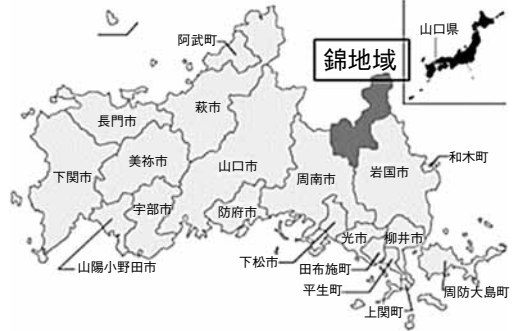 阿武町
錦地域
山口県
萩市
長門市
美祢市
下関市
山口市
周南市
岩国市
和木町
宇部市
防府市
山陽小野田市
下松市
光市
柳井市
田布施町
平生町
上関町
周防大島町